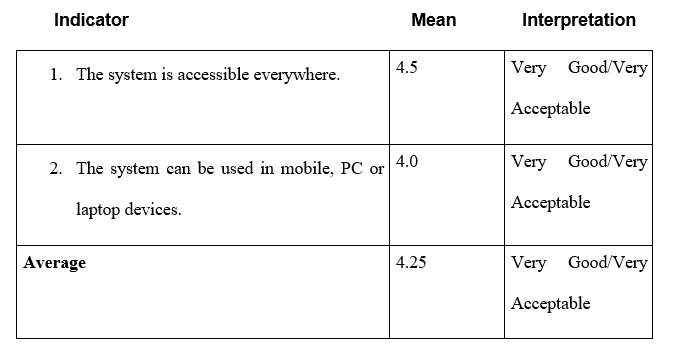 Indicator Mean Interpretation
1. The system is accessible everywhere. 4.5 Very Good/Very
Acceptable
2. The system can be used in mobile, PC or 4.0 Very Good/Very
laptop devices. Acceptable
Average 4.25 Very Good/Very
Acceptable